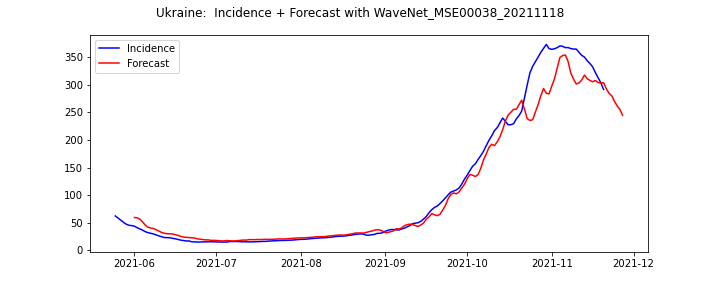 Ukraine:  Incidence + Forecast with WaveNet_MSE00038_20211118
Incidence
Forecast
350
300
250
200
150
100
50
0
2021-06 2021-07 2021-08 2021-09 2021-10 2021-11 2021-12